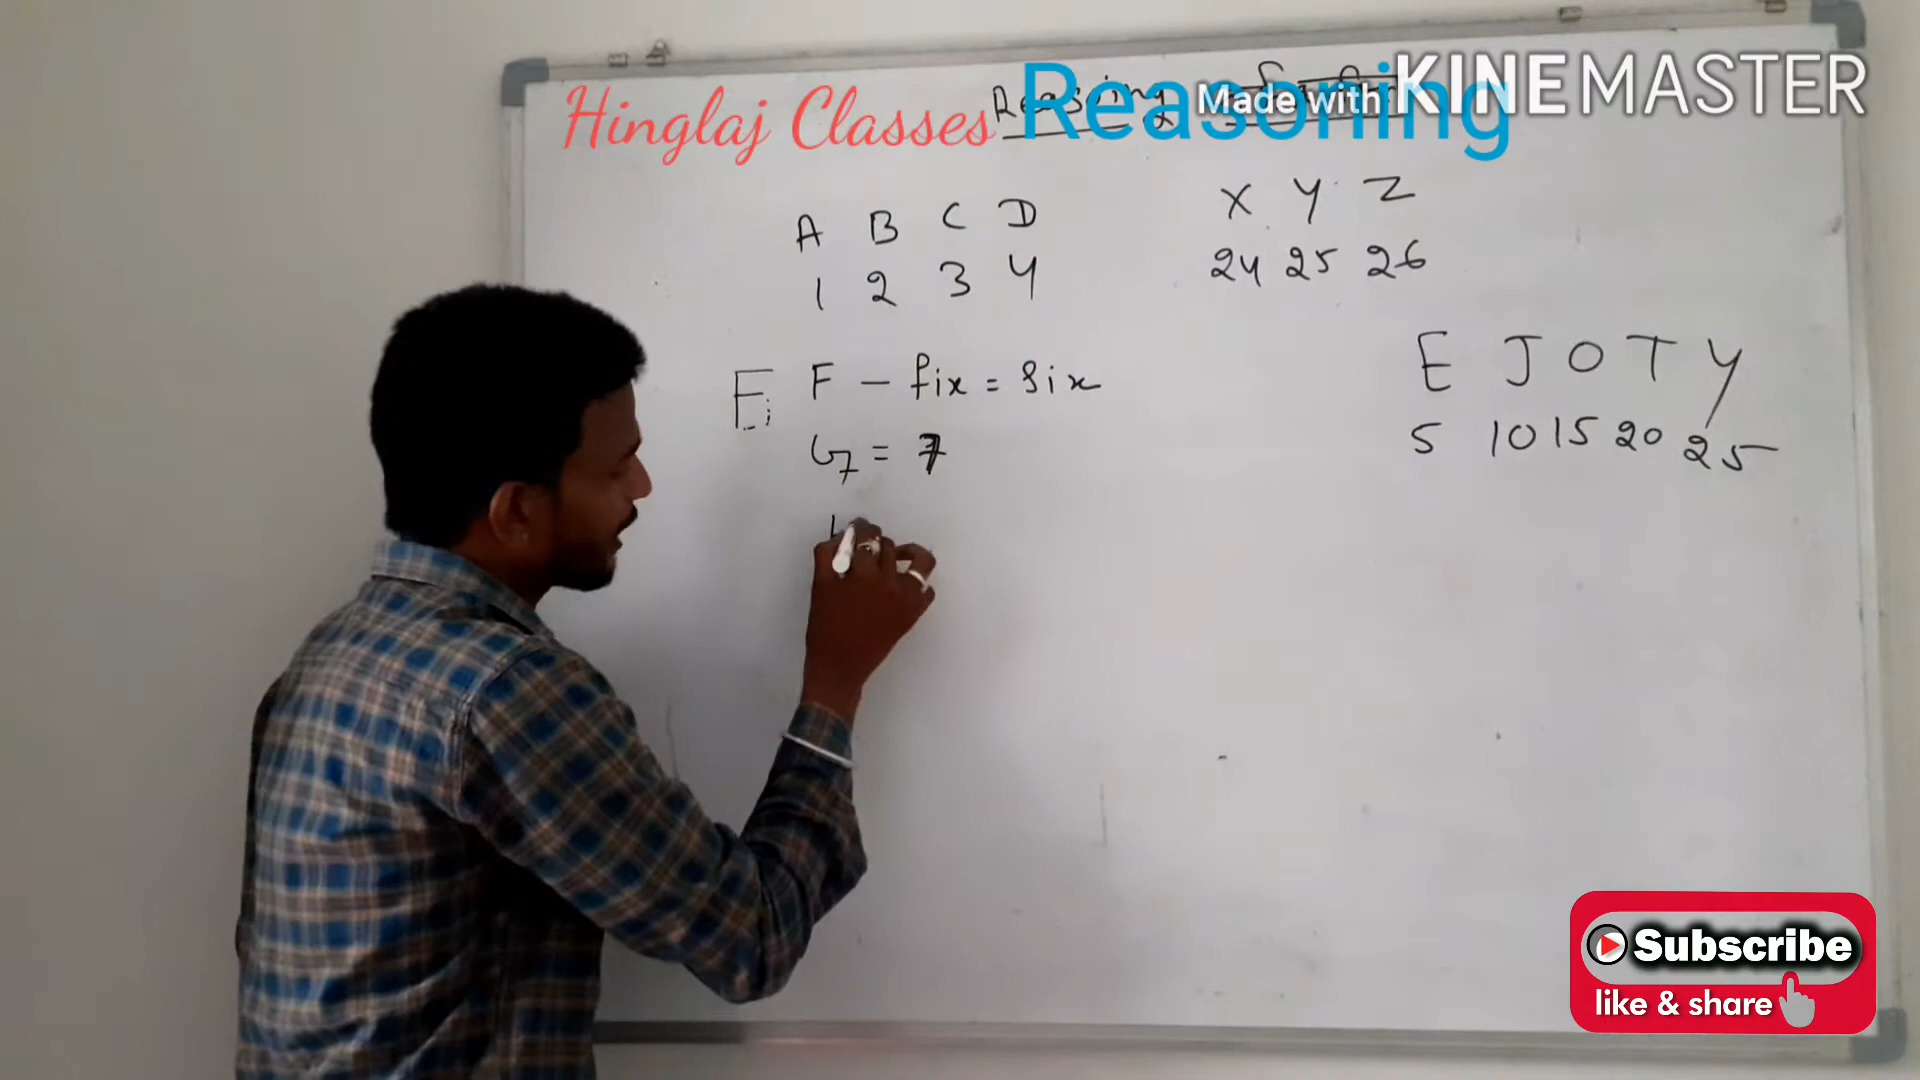 Hinglaj Classes Reasoning Reasoning Made with KINEMASTER
A B C D
1 2 3 4
X Y Z
24 25 26
E F - fix = Six
G = 7
E J O T Y
5 10 15 20 25
Subscribe
like & share